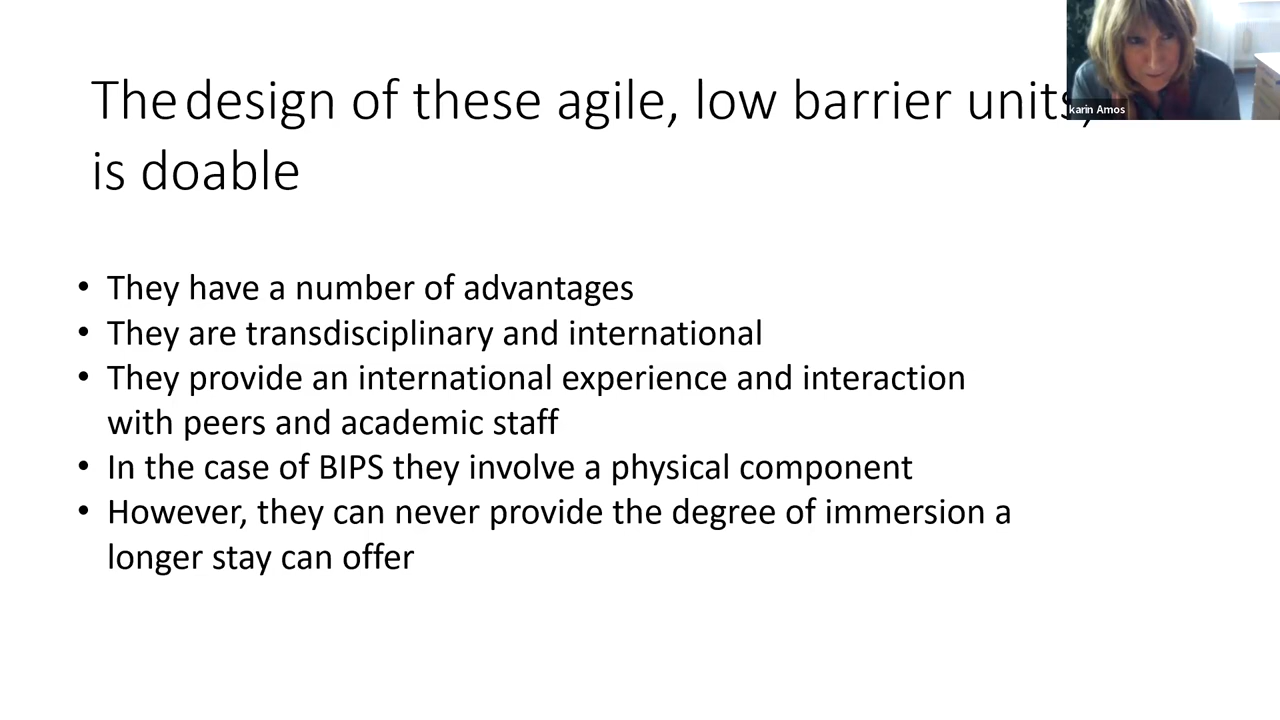 The design of these agile, low barrier units,
is doable
karin Amos
• They have a number of advantages
• They are transdisciplinary and international
• They provide an international experience and interaction
with peers and academic staff
• In the case of BIPS they involve a physical component
• However, they can never provide the degree of immersion a
longer stay can offer